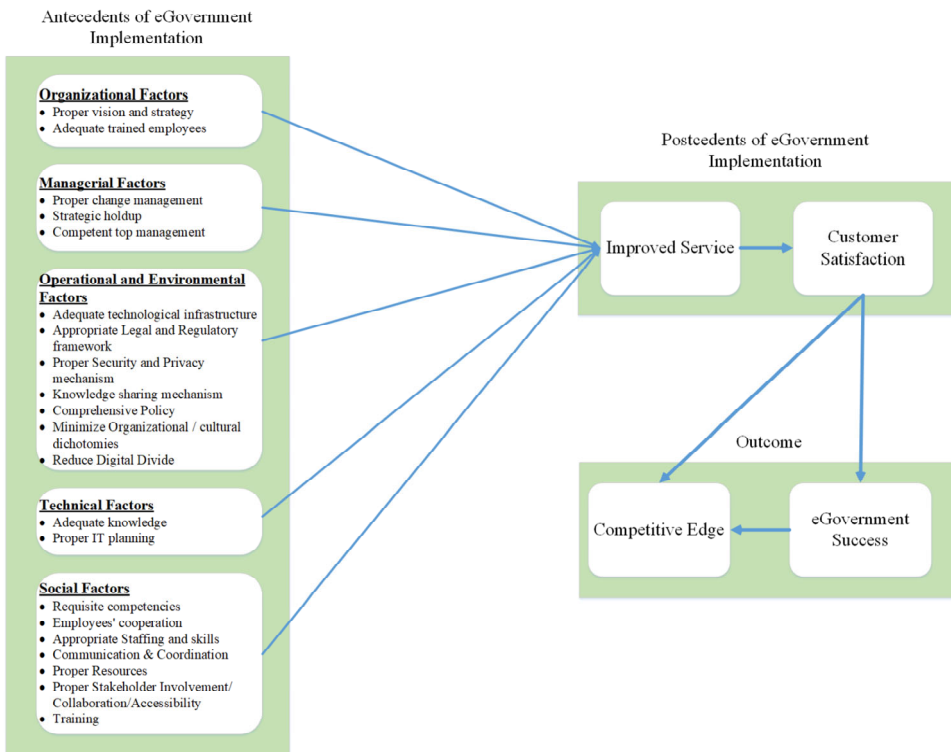 Antecedents of eGovernment
Implementation
Organizational Factors
• Proper vision and strategy
• Adequate trained employees
Managerial Factors
• Proper change management
• Strategic holdup
• Competent top management
Operational and Environmental
Factors
• Adequate technological infrastructure
• Appropriate Legal and Regulatory
framework
• Proper Security and Privacy
mechanism
• Knowledge sharing mechanism
• Comprehensive Policy
• Minimize Organizational / cultural
dichotomies
• Reduce Digital Divide
Technical Factors
• Adequate knowledge
• Proper IT planning
Social Factors
• Requisite competencies
• Employees' cooperation
• Appropriate Staffing and skills
• Communication & Coordination
• Proper Resources
• Proper Stakeholder Involvement/
Collaboration/Accessibility
• Training
Postcedents of eGovernment
Implementation
Improved Service
Customer
Satisfaction
Outcome
Competitive Edge
eGovernment
Success